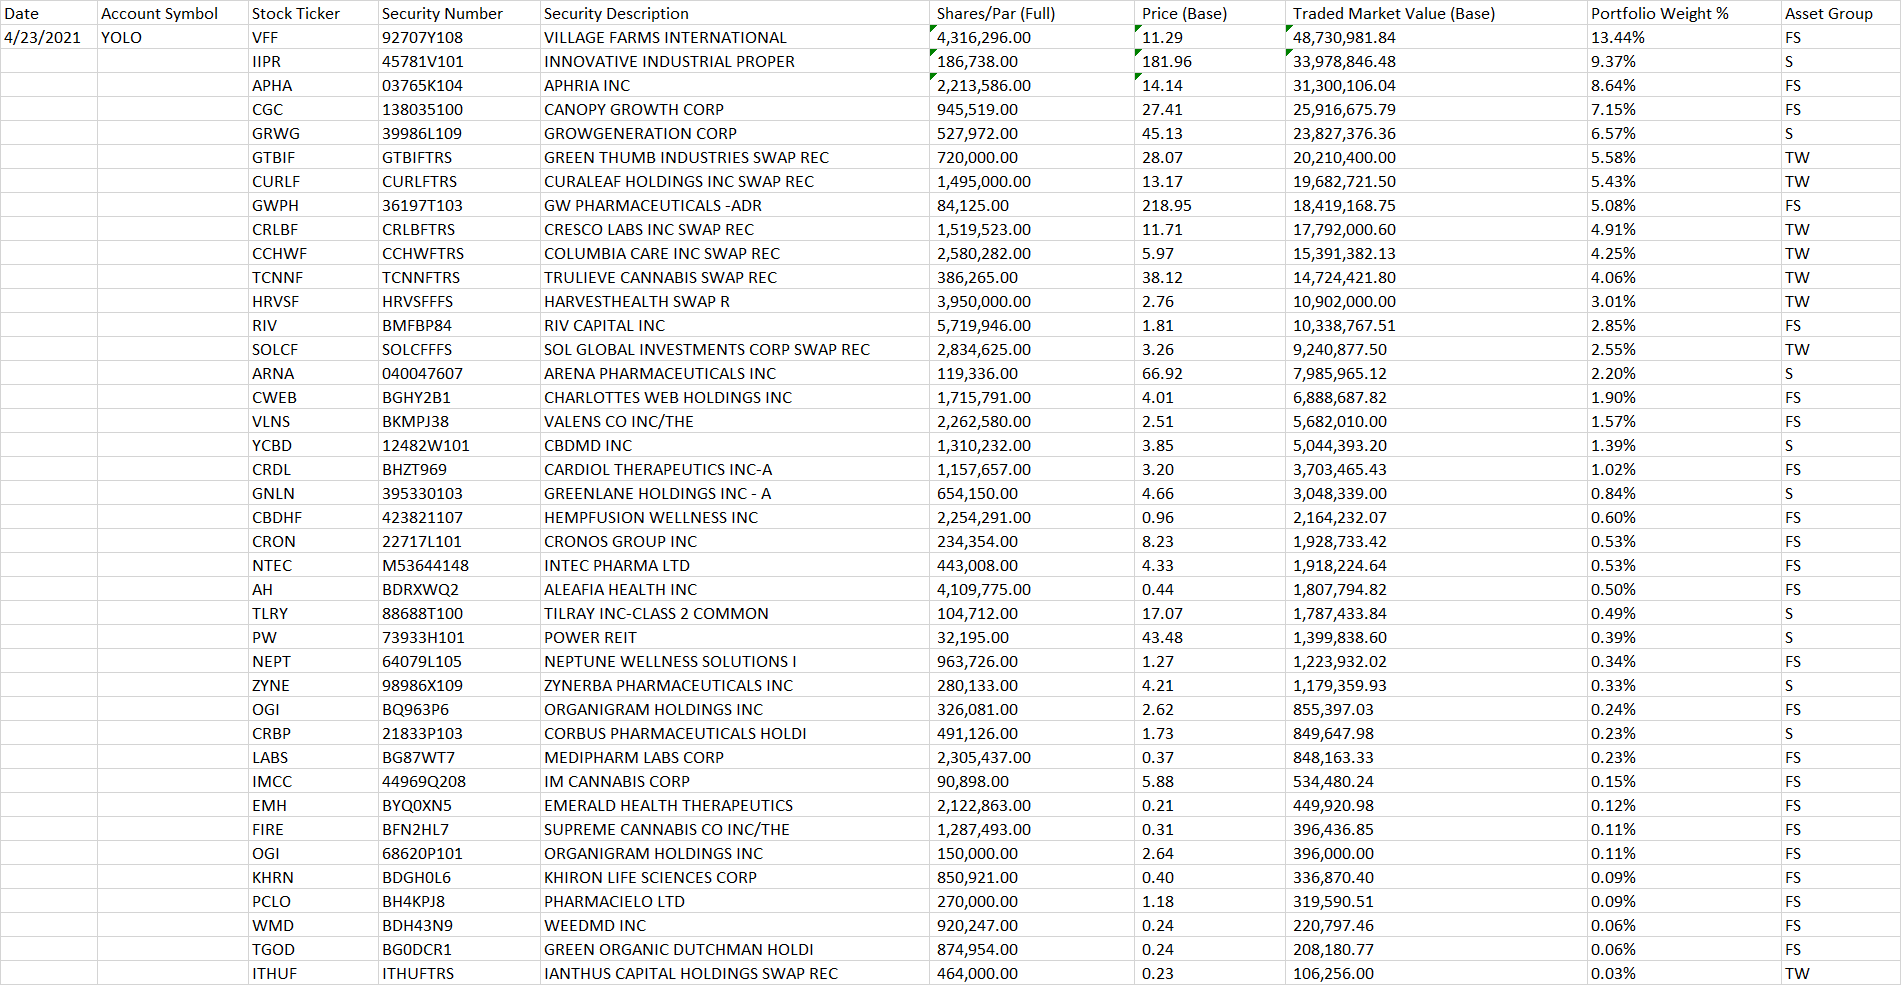 Date Account Symbol Stock Ticker Security Number Security Description Shares/Par (Full) Price (Base) Traded Market Value (Base) Portfolio Weight % Asset Group
4/23/2021 YOLO VFF 92707Y108 VILLAGE FARMS INTERNATIONAL 4,316,296.00 11.29 48,730,981.84 13.44% FS
IIPR 45781V101 INNOVATIVE INDUSTRIAL PROPER 186,738.00 181.96 33,978,846.48 9.37% S
APHA 03765K104 APHRIA INC 2,213,586.00 14.14 31,300,106.04 8.64% FS
CGC 138035100 CANOPY GROWTH CORP 945,519.00 27.41 25,916,675.79 7.15% FS
GRWG 39986L109 GROWGENERATION CORP 527,972.00 45.13 23,827,376.36 6.57% S
GTBIF GTBIFTRS GREEN THUMB INDUSTRIES SWAP REC 720,000.00 28.07 20,210,400.00 5.58% TW
CURLF CURLFTRS CURALEAF HOLDINGS INC SWAP REC 1,495,000.00 13.17 19,682,721.50 5.43% TW
GWPH 36197T103 GW PHARMACEUTICALS -ADR 84,125.00 218.95 18,419,168.75 5.08% FS
CRLBF CRLBFTRS CRESCO LABS INC SWAP REC 1,519,523.00 11.71 17,792,000.60 4.91% TW
CCHWF CCHWFTRS COLUMBIA CARE INC SWAP REC 2,580,282.00 5.97 15,391,382.13 4.25% TW
TCNNF TCNNFTRS TRULIEVE CANNABIS SWAP REC 386,265.00 38.12 14,724,421.80 4.06% TW
HRVSF HRVSFFFS HARVESTHEALTH SWAP R 3,950,000.00 2.76 10,902,000.00 3.01% TW
RIV BMFBP84 RIV CAPITAL INC 5,719,946.00 1.81 10,338,767.51 2.85% FS
SOLCF SOLCFFFS SOL GLOBAL INVESTMENTS CORP SWAP REC 2,834,625.00 3.26 9,240,877.50 2.55% TW
ARNA 040047607 ARENA PHARMACEUTICALS INC 119,336.00 66.92 7,985,965.12 2.20% S
CWEB BGHY2B1 CHARLOTTES WEB HOLDINGS INC 1,715,791.00 4.01 6,888,687.82 1.90% FS
VLNS BKMPJ38 VALENS CO INC/THE 2,262,580.00 2.51 5,682,010.00 1.57% FS
YCBD 12482W101 CBDMD INC 1,310,232.00 3.85 5,044,393.20 1.39% S
CRDL BHZT969 CARDIOL THERAPEUTICS INC-A 1,157,657.00 3.20 3,703,465.43 1.02% FS
GNLN 395330103 GREENLANE HOLDINGS INC - A 654,150.00 4.66 3,048,339.00 0.84% S
CBDHF 423821107 HEMPFUSION WELLNESS INC 2,254,291.00 0.96 2,164,232.07 0.60% FS
CRON 22717L101 CRONOS GROUP INC 234,354.00 8.23 1,928,733.42 0.53% FS
NTEC M53644148 INTEC PHARMA LTD 443,008.00 4.33 1,918,224.64 0.53% FS
AH BDRXWQ2 ALEAFIA HEALTH INC 4,109,775.00 0.44 1,807,794.82 0.50% FS
TLRY 88688T100 TILRAY INC-CLASS 2 COMMON 104,712.00 17.07 1,787,433.84 0.49% S
PW 73933H101 POWER REIT 32,195.00 43.48 1,399,838.60 0.39% S
NEPT 64079L105 NEPTUNE WELLNESS SOLUTIONS I 963,726.00 1.27 1,223,932.02 0.34% FS
ZYNE 98986X109 ZYNERBA PHARMACEUTICALS INC 280,133.00 4.21 1,179,359.93 0.33% S
OGI BQ963P6 ORGANIGRAM HOLDINGS INC 326,081.00 2.62 855,397.03 0.24% FS
CRBP 21833P103 CORBUS PHARMACEUTICALS HOLDI 491,126.00 1.73 849,647.98 0.23% S
LABS BG87WT7 MEDIPHARM LABS CORP 2,305,437.00 0.37 848,163.33 0.23% FS
IMCC 44969Q208 IM CANNABIS CORP 90,898.00 5.88 534,480.24 0.15% FS
EMH BYQ0XN5 EMERALD HEALTH THERAPEUTICS 2,122,863.00 0.21 449,920.98 0.12% FS
FIRE BFN2HL7 SUPREME CANNABIS CO INC/THE 1,287,493.00 0.31 396,436.85 0.11% FS
OGI 68620P101 ORGANIGRAM HOLDINGS INC 150,000.00 2.64 396,000.00 0.11% FS
KHRN BDGH0L6 KHIRON LIFE SCIENCES CORP 850,921.00 0.40 336,870.40 0.09% FS
PCLO BH4KPJ8 PHARMACIELO LTD 270,000.00 1.18 319,590.51 0.09% FS
WMD BDH43N9 WEEDMD INC 920,247.00 0.24 220,797.46 0.06% FS
TGOD BG0DCR1 GREEN ORGANIC DUTCHMAN HOLDI 874,954.00 0.24 208,180.77 0.06% FS
ITHUF ITHUFTRS IANTHUS CAPITAL HOLDINGS SWAP REC 464,000.00 0.23 106,256.00 0.03% TW